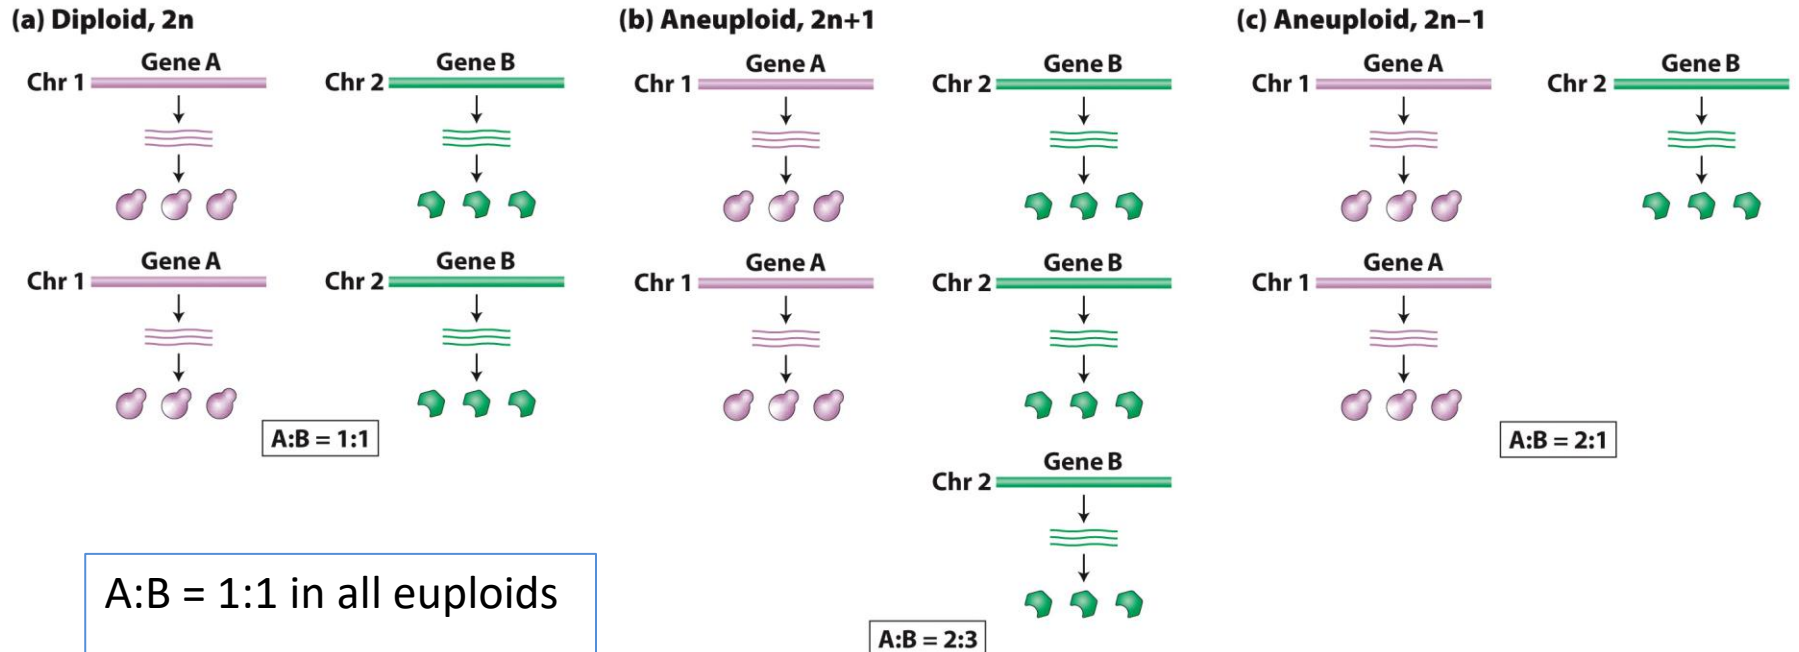 (a) Diploid, 2n
Gene A
Chr 1
Gene B
Chr 2
Gene A
Chr 1
Gene B
Chr 2
A:B = 1:1
A:B = 1:1 in all euploids
(b) Aneuploid, 2n+1
Gene A
Chr 1
Gene B
Chr 2
Gene A
Chr 1
Gene B
Chr 2
Gene B
Chr 2
A:B = 2:3
(c) Aneuploid, 2n–1
Gene A
Chr 1
Gene B
Chr 2
Gene A
Chr 1
A:B = 2:1